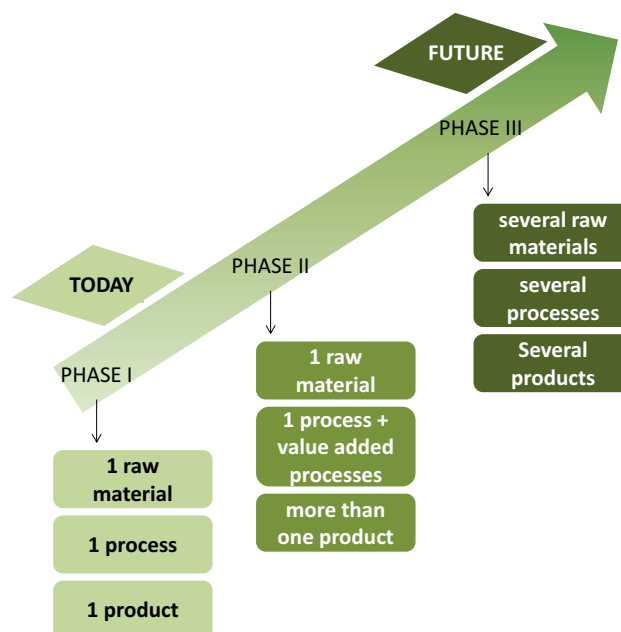 FUTURE
PHASE III
several raw
materials
several
processes
Several
products
TODAY
PHASE II
1 raw
material
1 process +
value added
processes
more than
one product
PHASE I
1 raw
material
1 process
1 product